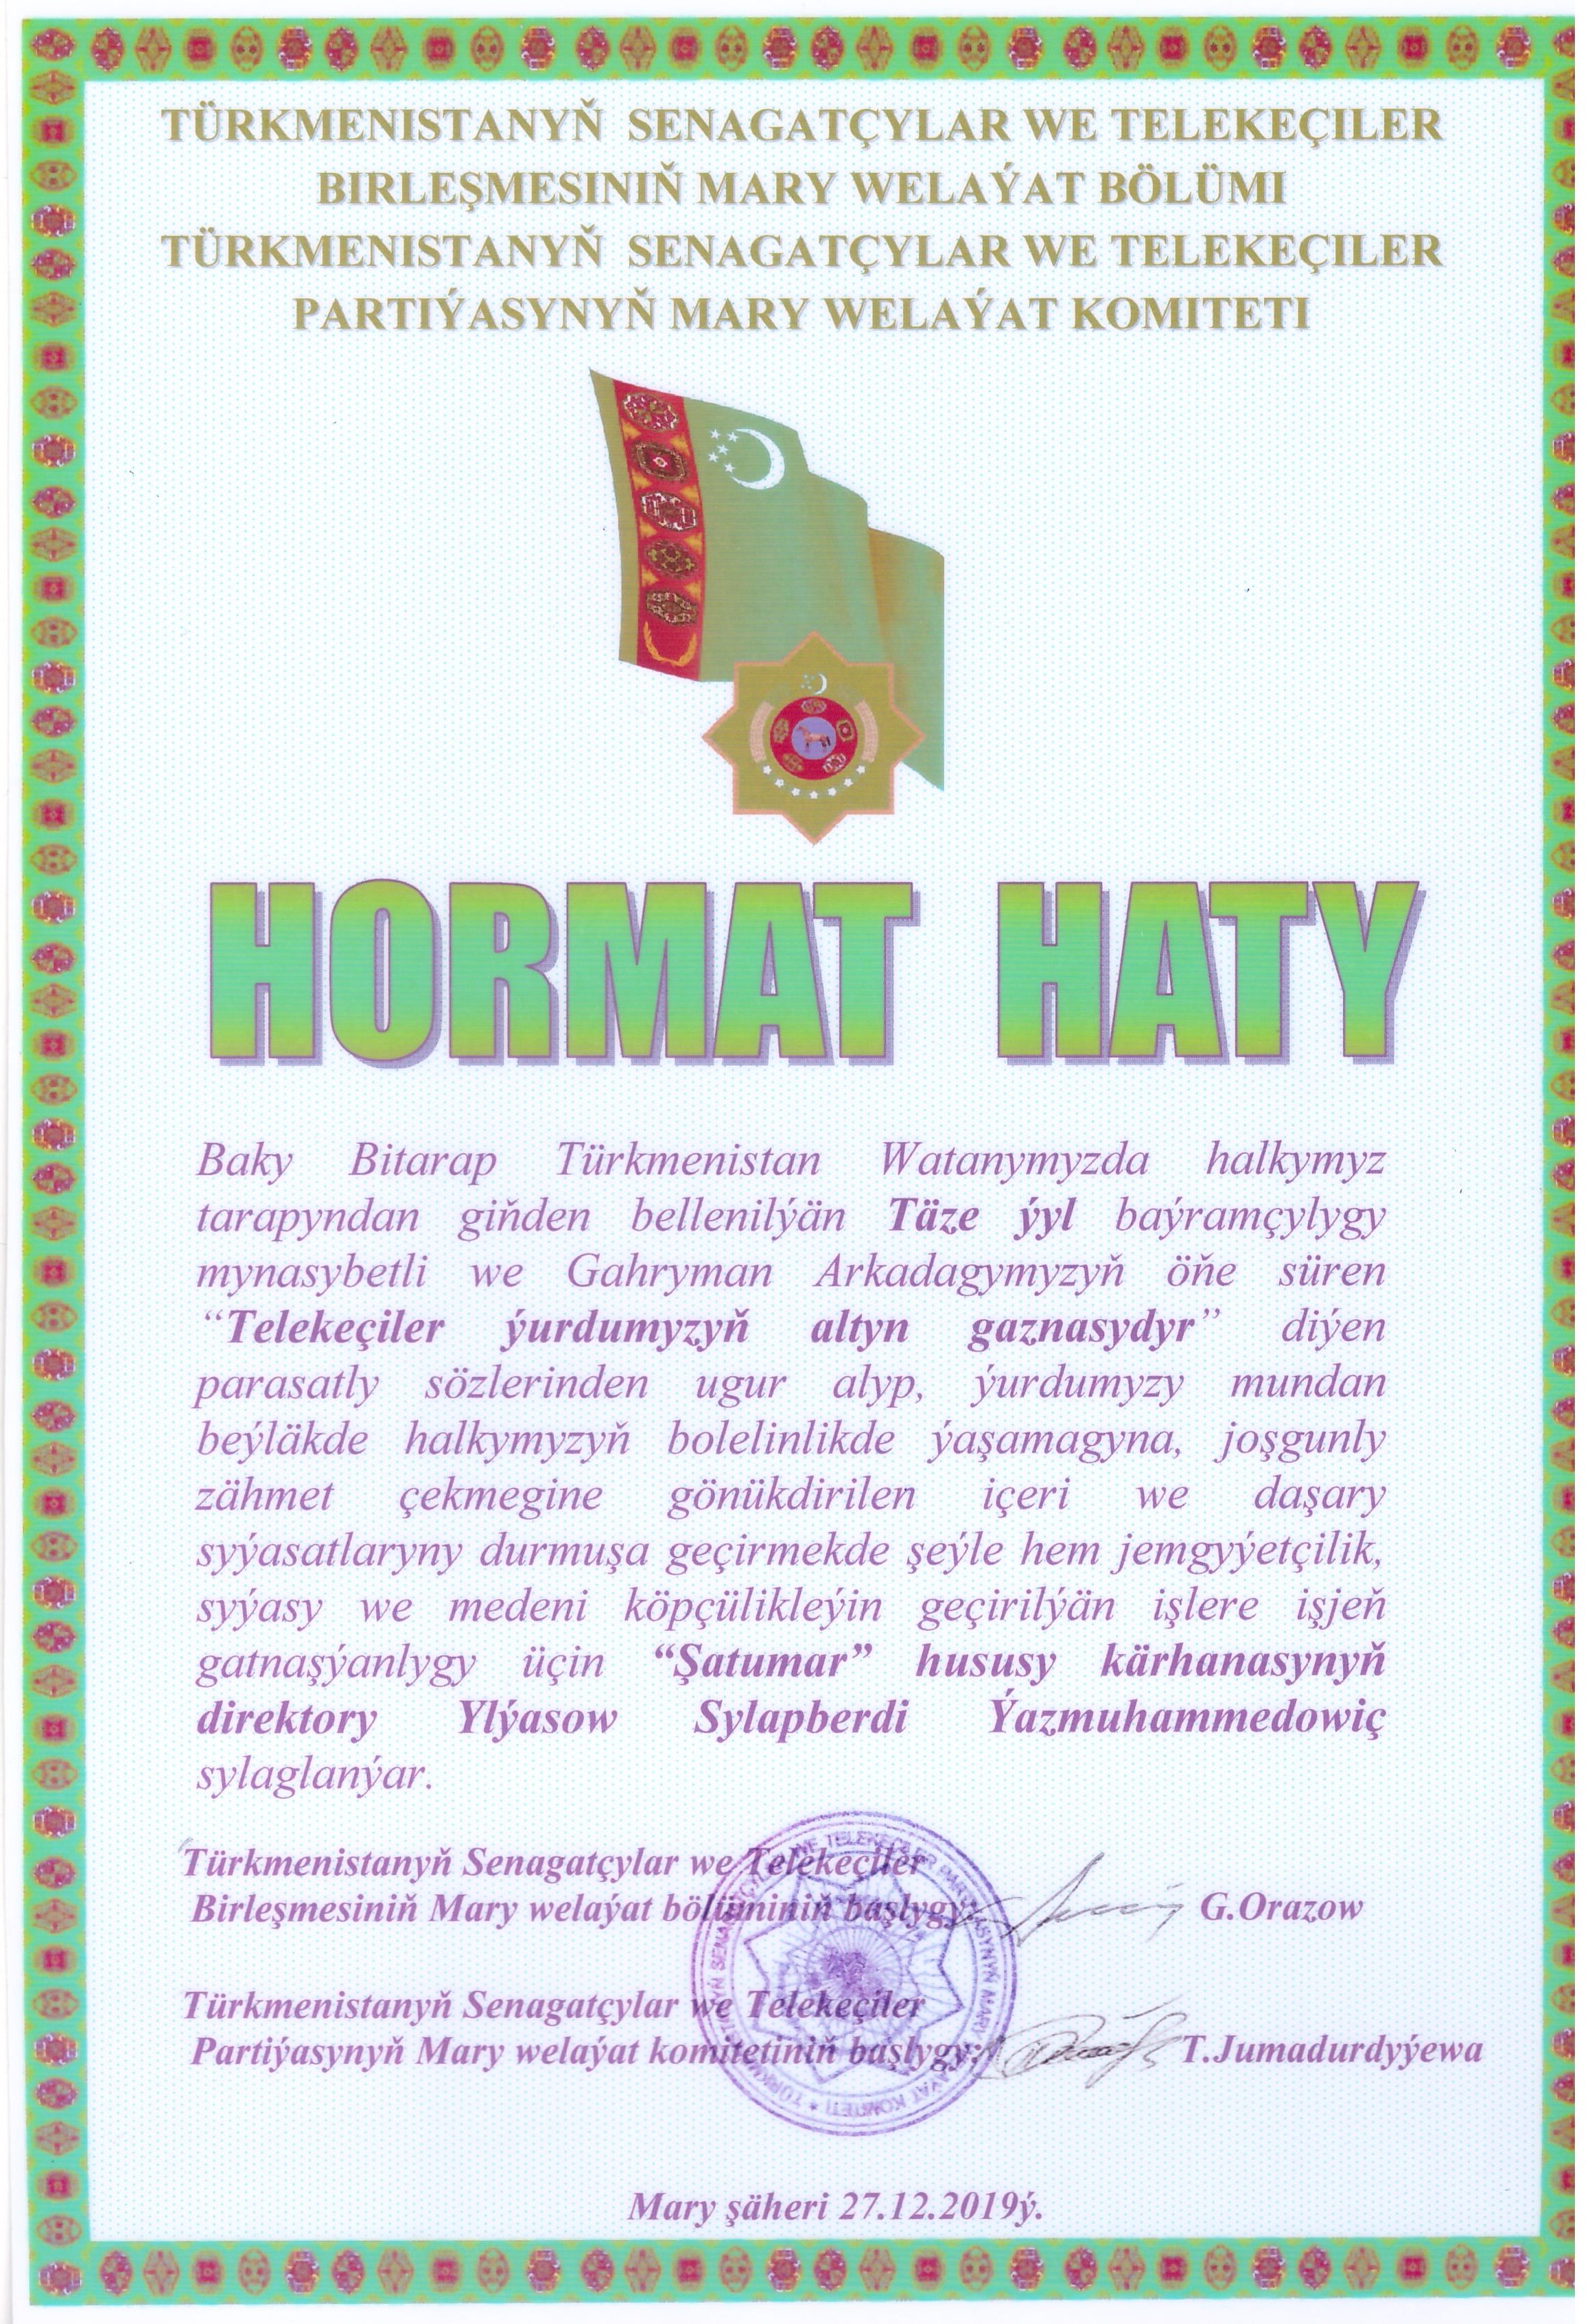 TÜRKMENISTANYŇ SENAGATÇYLAR WE TELEKEÇILER
BIRLEŞMESINIŇ MARY WELAÝAT BÖLÜMI
TÜRKMENISTANYŇ SENAGATÇYLAR WE TELEKEÇILER
PARTIÝASYNYŇ MARY WELAÝAT KOMITETI
HORMAT HATY
Baky Bitarap Türkmenistan Watanymyzda halkymyz
tarapyndan giňden bellenilýän Täze ýyl baýramçylygy
mynasybetli we Gahryman Arkadagymyzyň öňe süren
“Telekeçiler ýurdumyzyň altyn gaznasydyr” diýen
parasatly sözlerinden ugur alyp, ýurdumyzy mundan
beýläkde halkymyzyň bolelinlikde ýaşamagyna, joşgunly
zähmet çekmegine gönükdirilen içeri we daşary
syýasatlaryny durmuşa geçirmekde şeýle hem jemgyýetçilik,
syýasy we medeni köpçülikleýin geçirilýän işlere işjeň
gatnaşýanlygy üçin “Şatumar” hususy kärhanasynyň
direktory Ylýasow Sylapberdi Ýazmuhammedowiç
sylaglanýar.
Türkmenistanyň Senagatçylar we Telekeçiler
Birleşmesiniň Mary welaýat bölüminiň başlygy: G.Orazow
Türkmenistanyň Senagatçylar we Telekeçiler
Partiýasynyň Mary welaýat komitetiniň başlygy: T.Jumadurdyýewa
TELEKEÇILER PARTIÝASYNYŇ MARY WELAÝAT KOMITETI
Mary şäheri 27.12.2019ý.